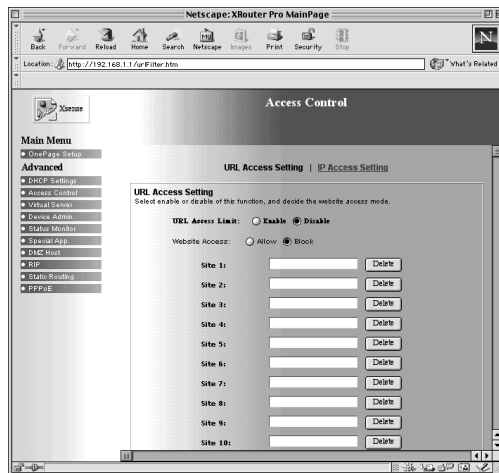 Netscape: XRouter Pro MainPage
Back Forward Reload Home Search Netscape Images Print Security Stop
N
Location: http://192.168.1.1/urlFilter.htm What's Related
Xsense
Access Control
Main Menu
OnePage Setup
Advanced
DHCP Settings
Access Control
Virtual Server
Device Admin.
Status Monitor
Special App.
DMZ Host
RIP
Static Routing
PPPoE
URL Access Setting | IP Access Setting
URL Access Setting
Select enable or disable of this function, and decide the website access mode.
URL Access Limit: Enable Disable
Website Access: Allow Block
Site 1: Delete
Site 2: Delete
Site 3: Delete
Site 4: Delete
Site 5: Delete
Site 6: Delete
Site 7: Delete
Site 8: Delete
Site 9: Delete
Site 10: Delete